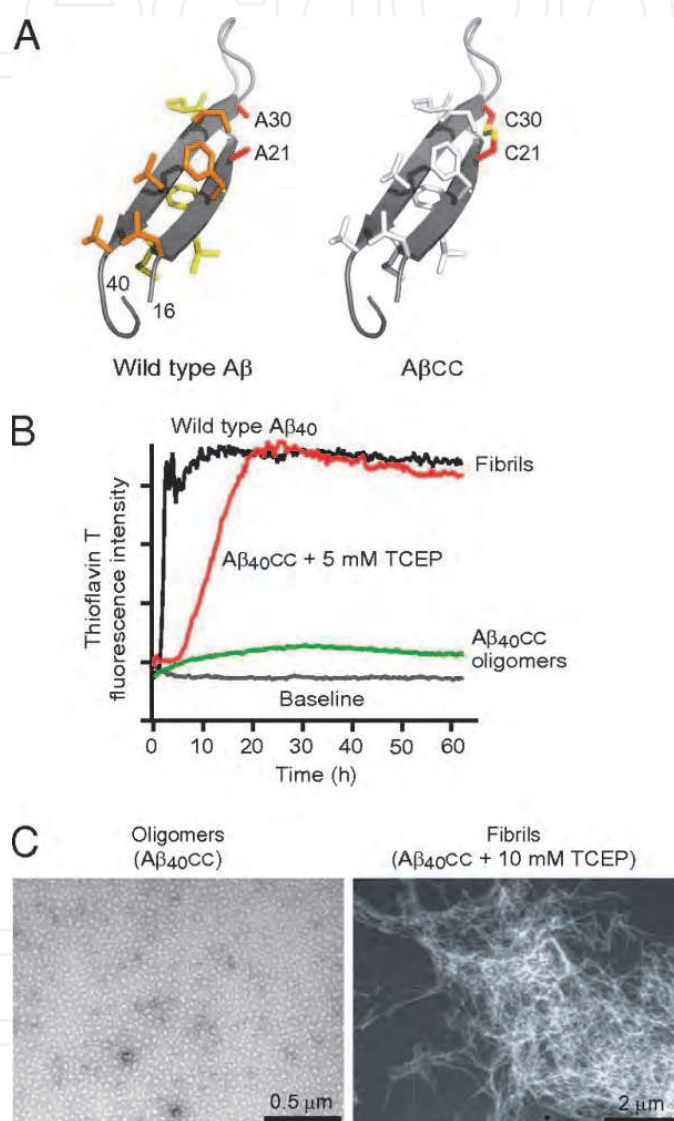 A
A30
A21
C30
C21
40
16
Wild type Aβ
AβCC
B
Wild type Aβ40
Fibrils
Aβ40CC + 5 mM TCEP
Aβ40CC
oligomers
Baseline
Thioflavin T
fluorescence intensity
0 10 20 30 40 50 60
Time (h)
C
Oligomers
(Aβ40CC)
Fibrils
(Aβ40CC + 10 mM TCEP)
0.5 μm
2 μm